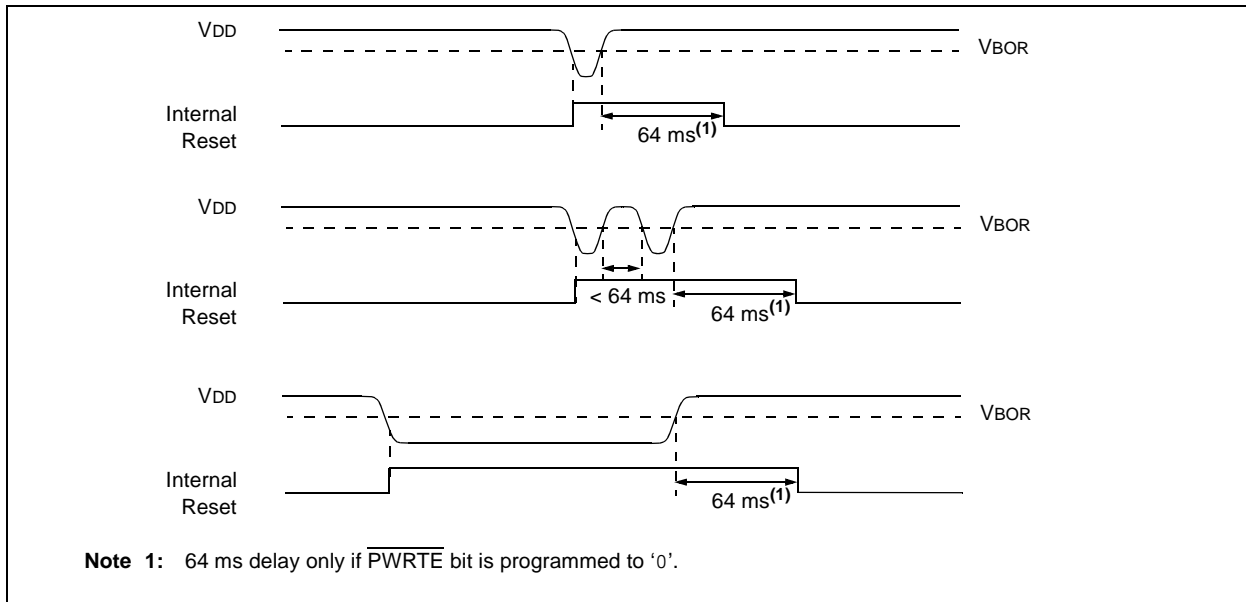 VDD
VBOR
Internal
Reset
64 ms(1)
VDD
VBOR
Internal
Reset
< 64 ms
64 ms(1)
VDD
VBOR
Internal
Reset
64 ms(1)
Note 1: 64 ms delay only if PWRTE bit is programmed to ‘0’.